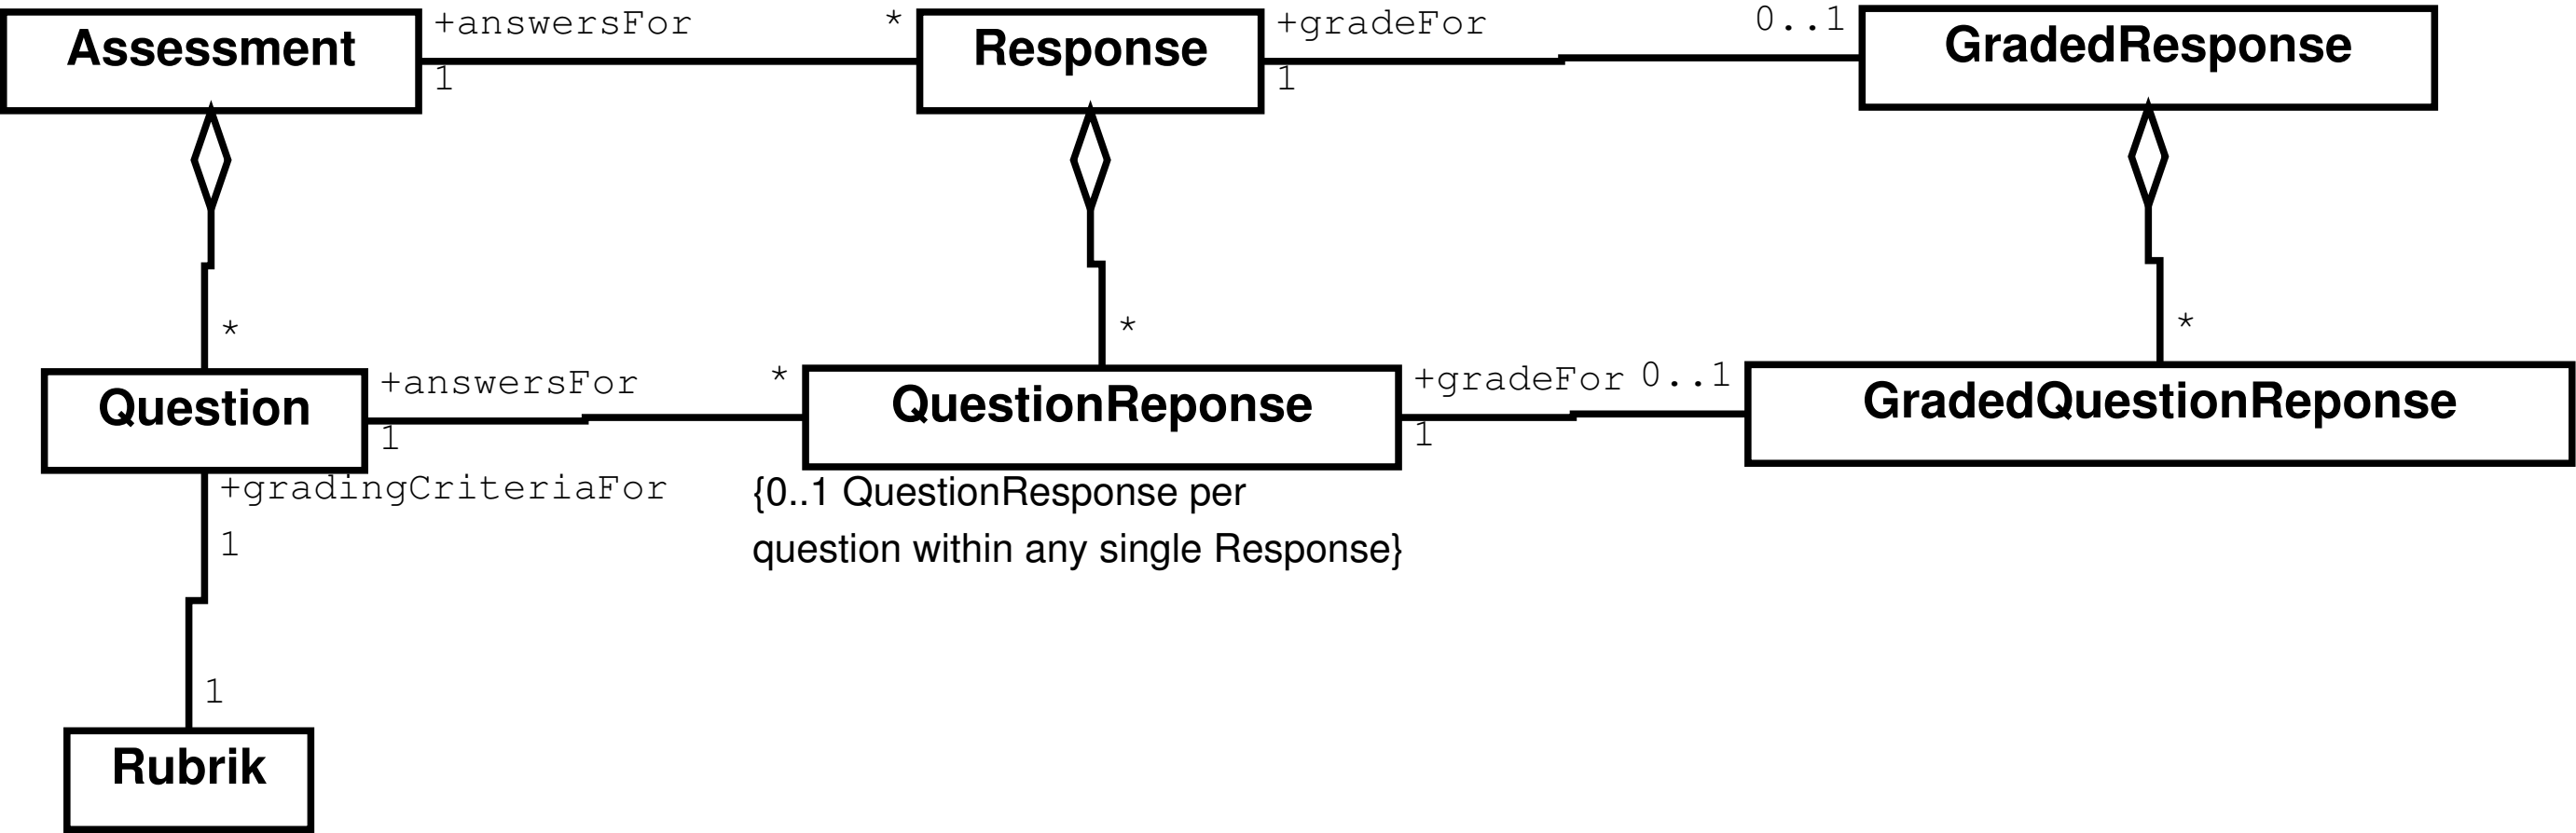 Assessment
+answersFor
*
1
Response
+gradeFor
0..1
1
GradedResponse
*
*
*
Question
+answersFor
*
1
QuestionReponse
+gradeFor
0..1
1
GradedQuestionReponse
+gradingCriteriaFor
1
{0..1 QuestionResponse per
question within any single Response}
1
Rubrik